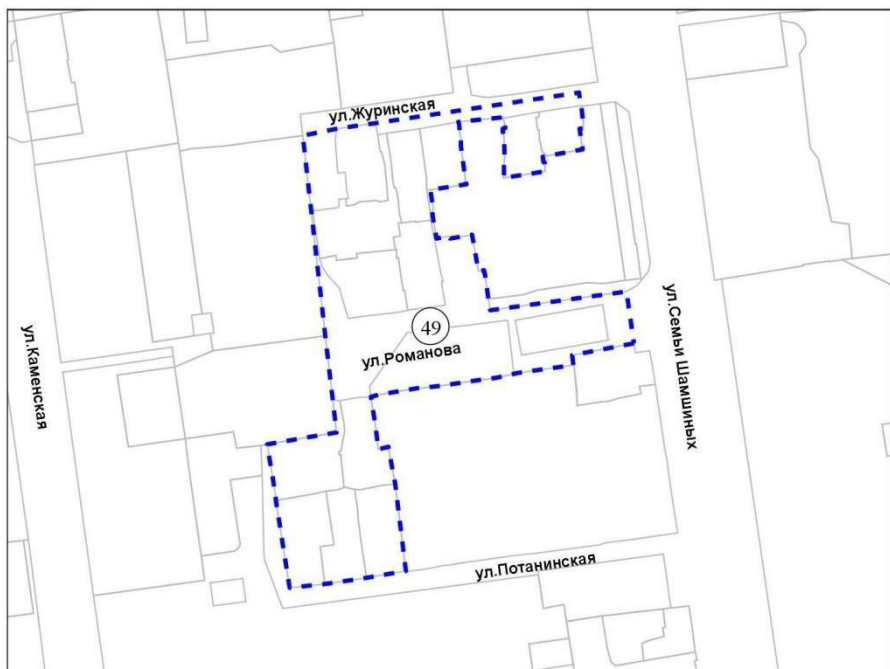 ул.Журинская
49
ул.Романова
ул.Каменская
ул.Семьи Шамшиных
ул.Потанинская